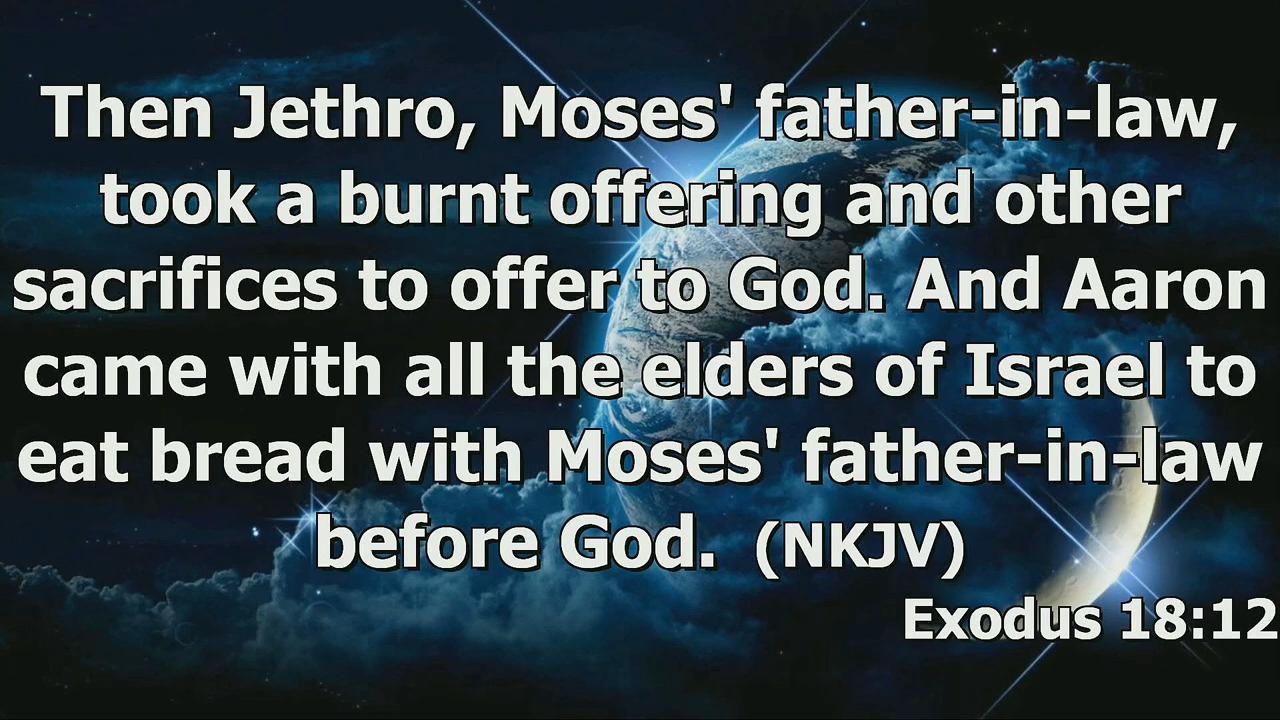 Then Jethro, Moses' father-in-law,
took a burnt offering and other
sacrifices to offer to God. And Aaron
came with all the elders of Israel to
eat bread with Moses' father-in-law
before God. (NKJV)
Exodus 18:12